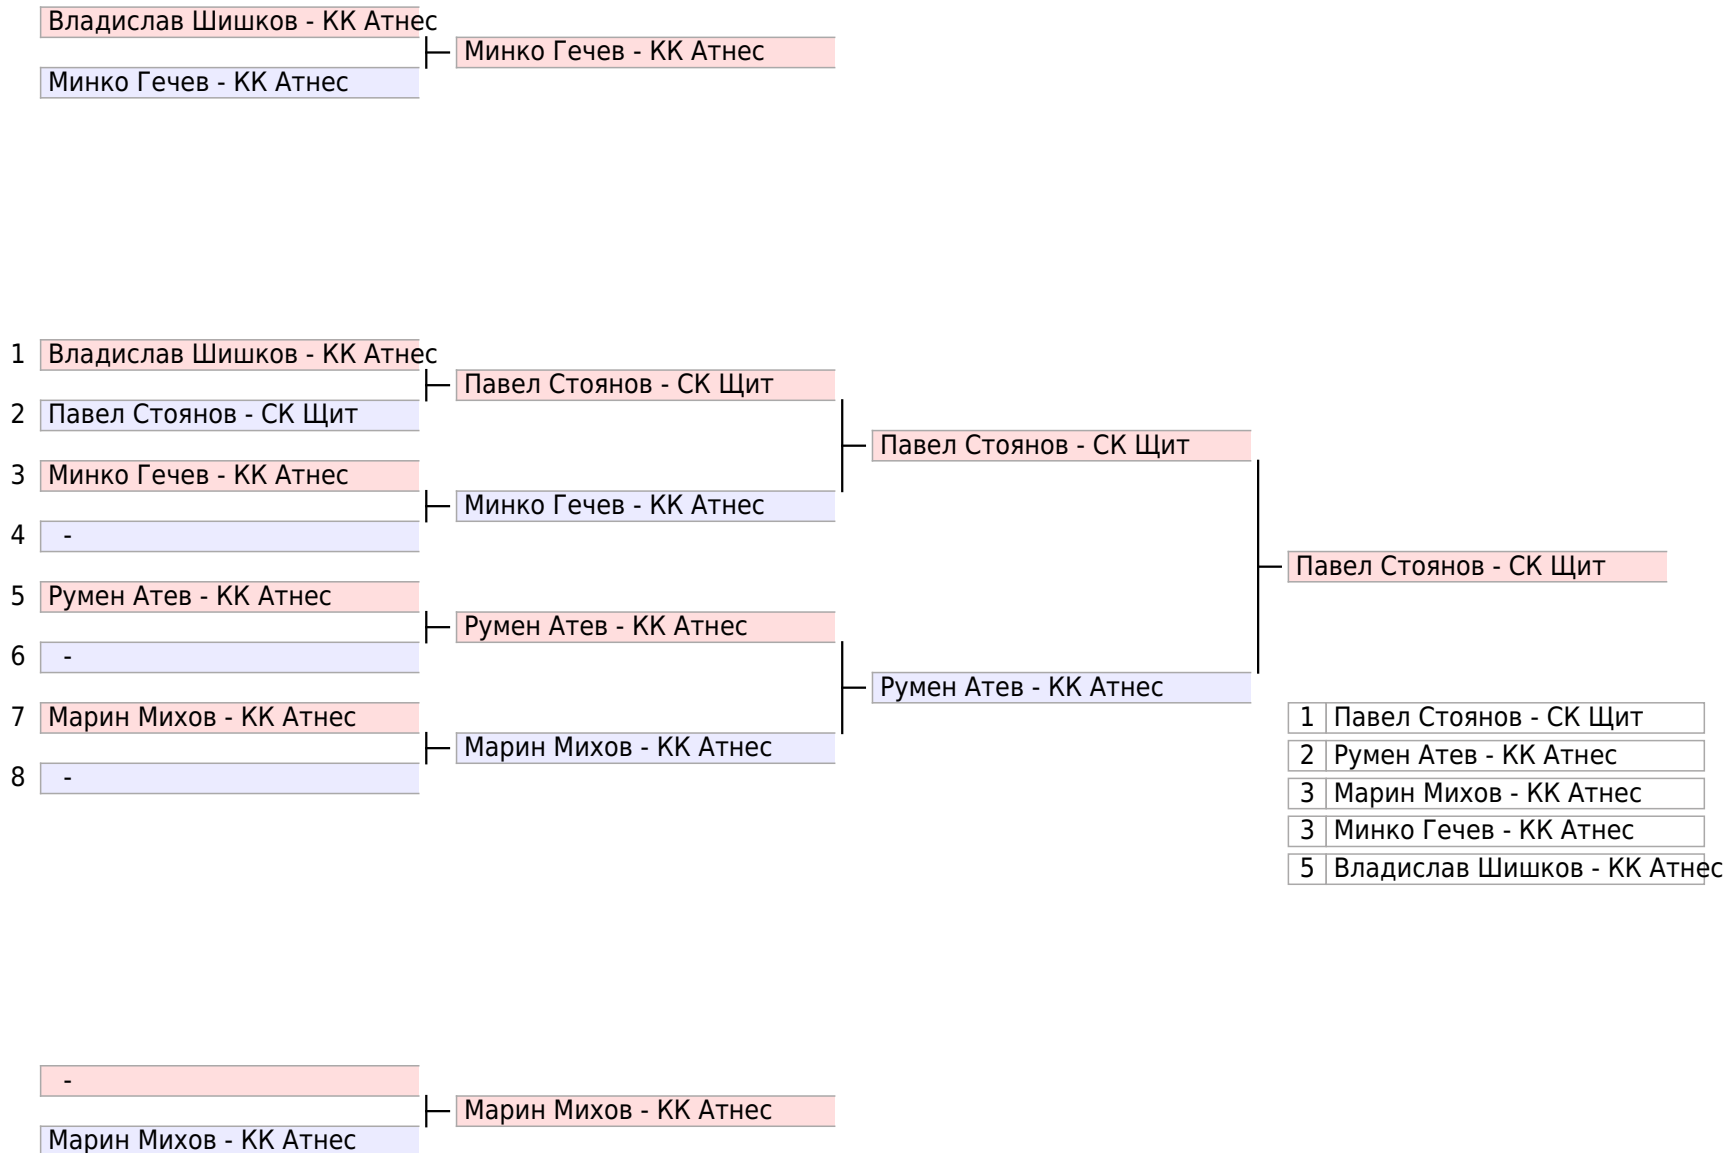 Владислав Шишков - КК Атнес
Минко Гечев - КК Атнес
Минко Гечев - КК Атнес
1 Владислав Шишков - КК Атнес
Павел Стоянов - СК Щит
2 Павел Стоянов - СК Щит
Павел Стоянов - СК Щит
3 Минко Гечев - КК Атнес
Минко Гечев - КК Атнес
4 -
Павел Стоянов - СК Щит
5 Румен Атев - КК Атнес
Румен Атев - КК Атнес
6 -
Румен Атев - КК Атнес
7 Марин Михов - КК Атнес
Марин Михов - КК Атнес
8 -
1 Павел Стоянов - СК Щит
2 Румен Атев - КК Атнес
3 Марин Михов - КК Атнес
3 Минко Гечев - КК Атнес
5 Владислав Шишков - КК Атнес
-
Марин Михов - КК Атнес
Марин Михов - КК Атнес